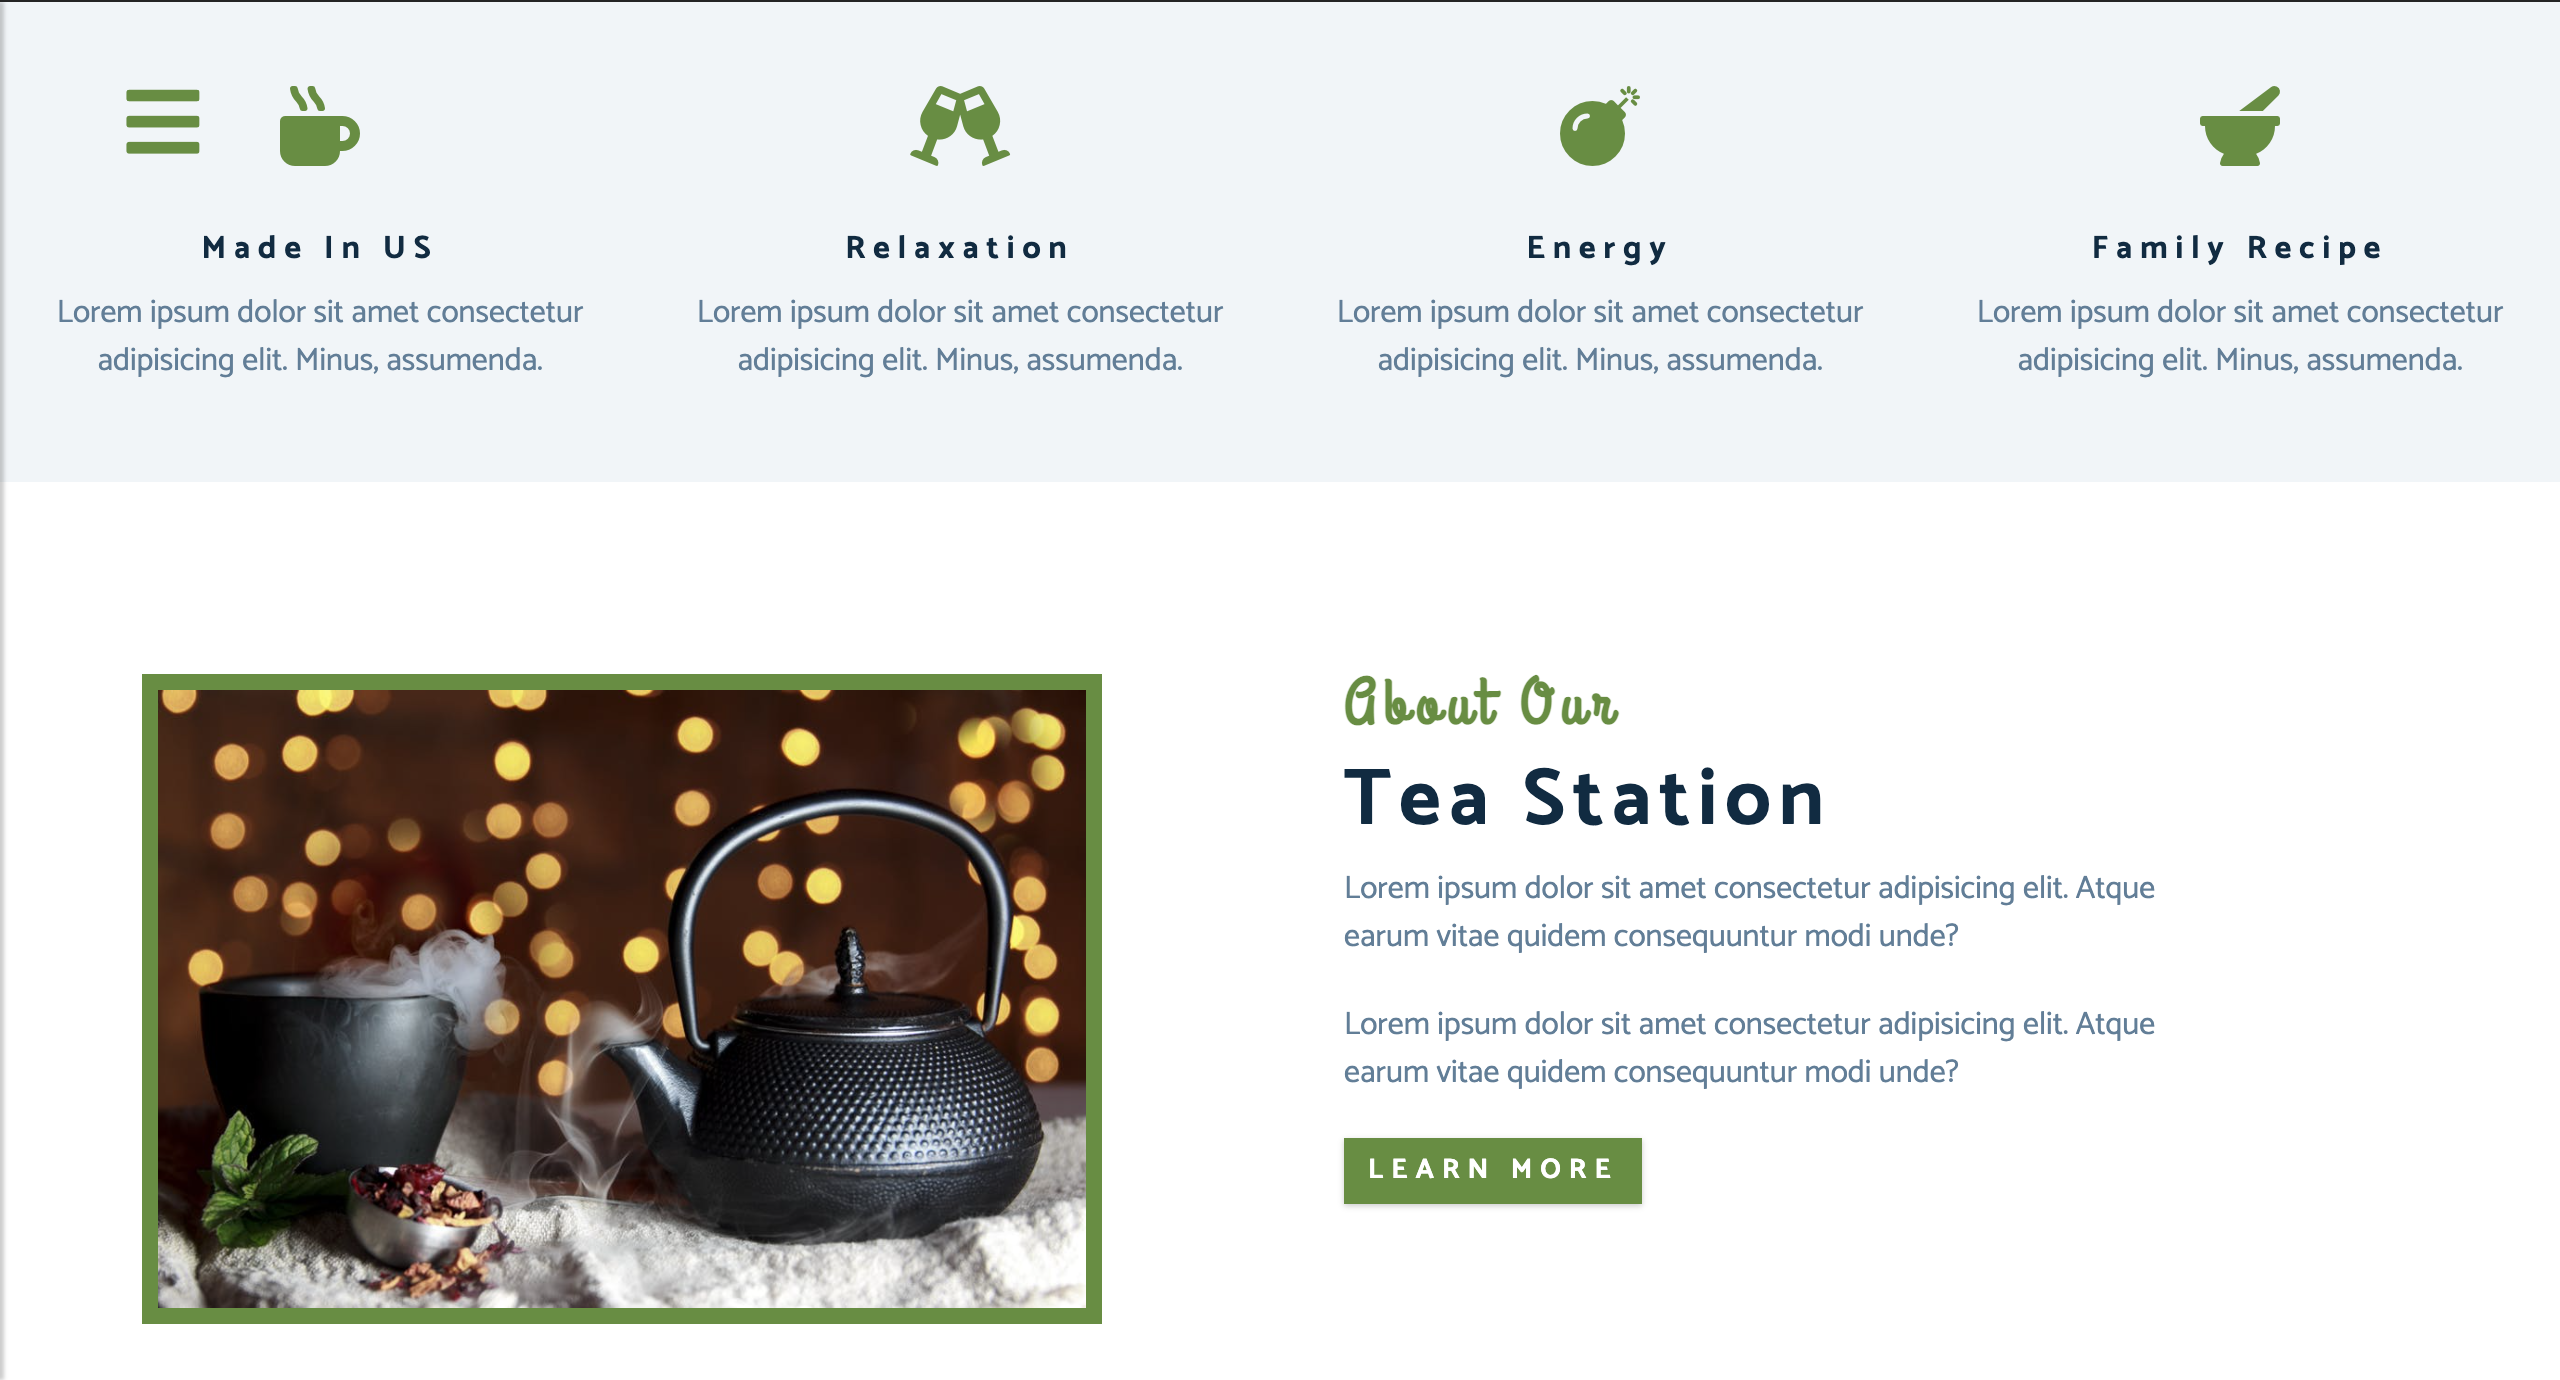 Made In US
Lorem ipsum dolor sit amet consectetur
adipisicing elit. Minus, assumenda.
Relaxation
Lorem ipsum dolor sit amet consectetur
adipisicing elit. Minus, assumenda.
Energy
Lorem ipsum dolor sit amet consectetur
adipisicing elit. Minus, assumenda.
Family Recipe
Lorem ipsum dolor sit amet consectetur
adipisicing elit. Minus, assumenda.
About Our
Tea Station
Lorem ipsum dolor sit amet consectetur adipisicing elit. Atque
earum vitae quidem consequuntur modi unde?
Lorem ipsum dolor sit amet consectetur adipisicing elit. Atque
earum vitae quidem consequuntur modi unde?
LEARN MORE